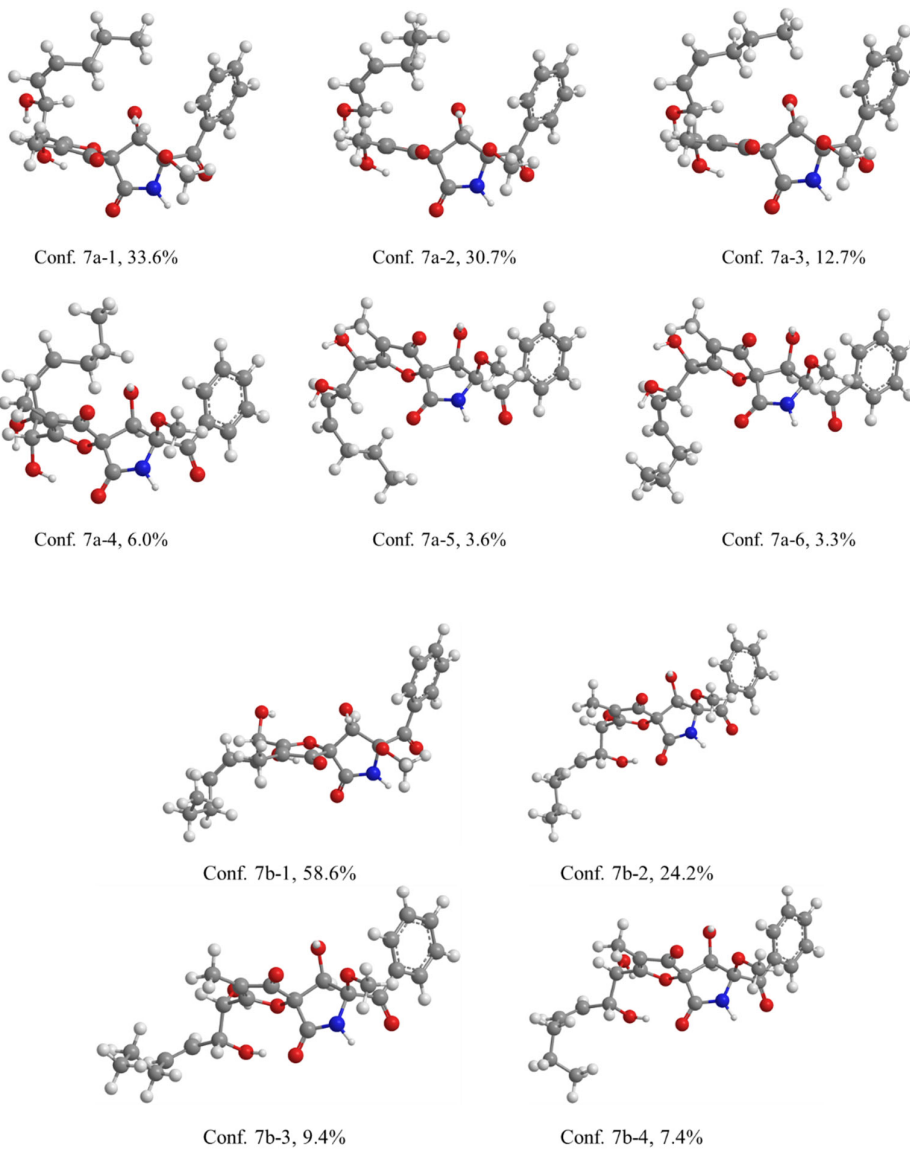 Conf. 7a-1, 33.6%
Conf. 7a-2, 30.7%
Conf. 7a-3, 12.7%
Conf. 7a-4, 6.0%
Conf. 7a-5, 3.6%
Conf. 7a-6, 3.3%
Conf. 7b-1, 58.6%
Conf. 7b-2, 24.2%
Conf. 7b-3, 9.4%
Conf. 7b-4, 7.4%